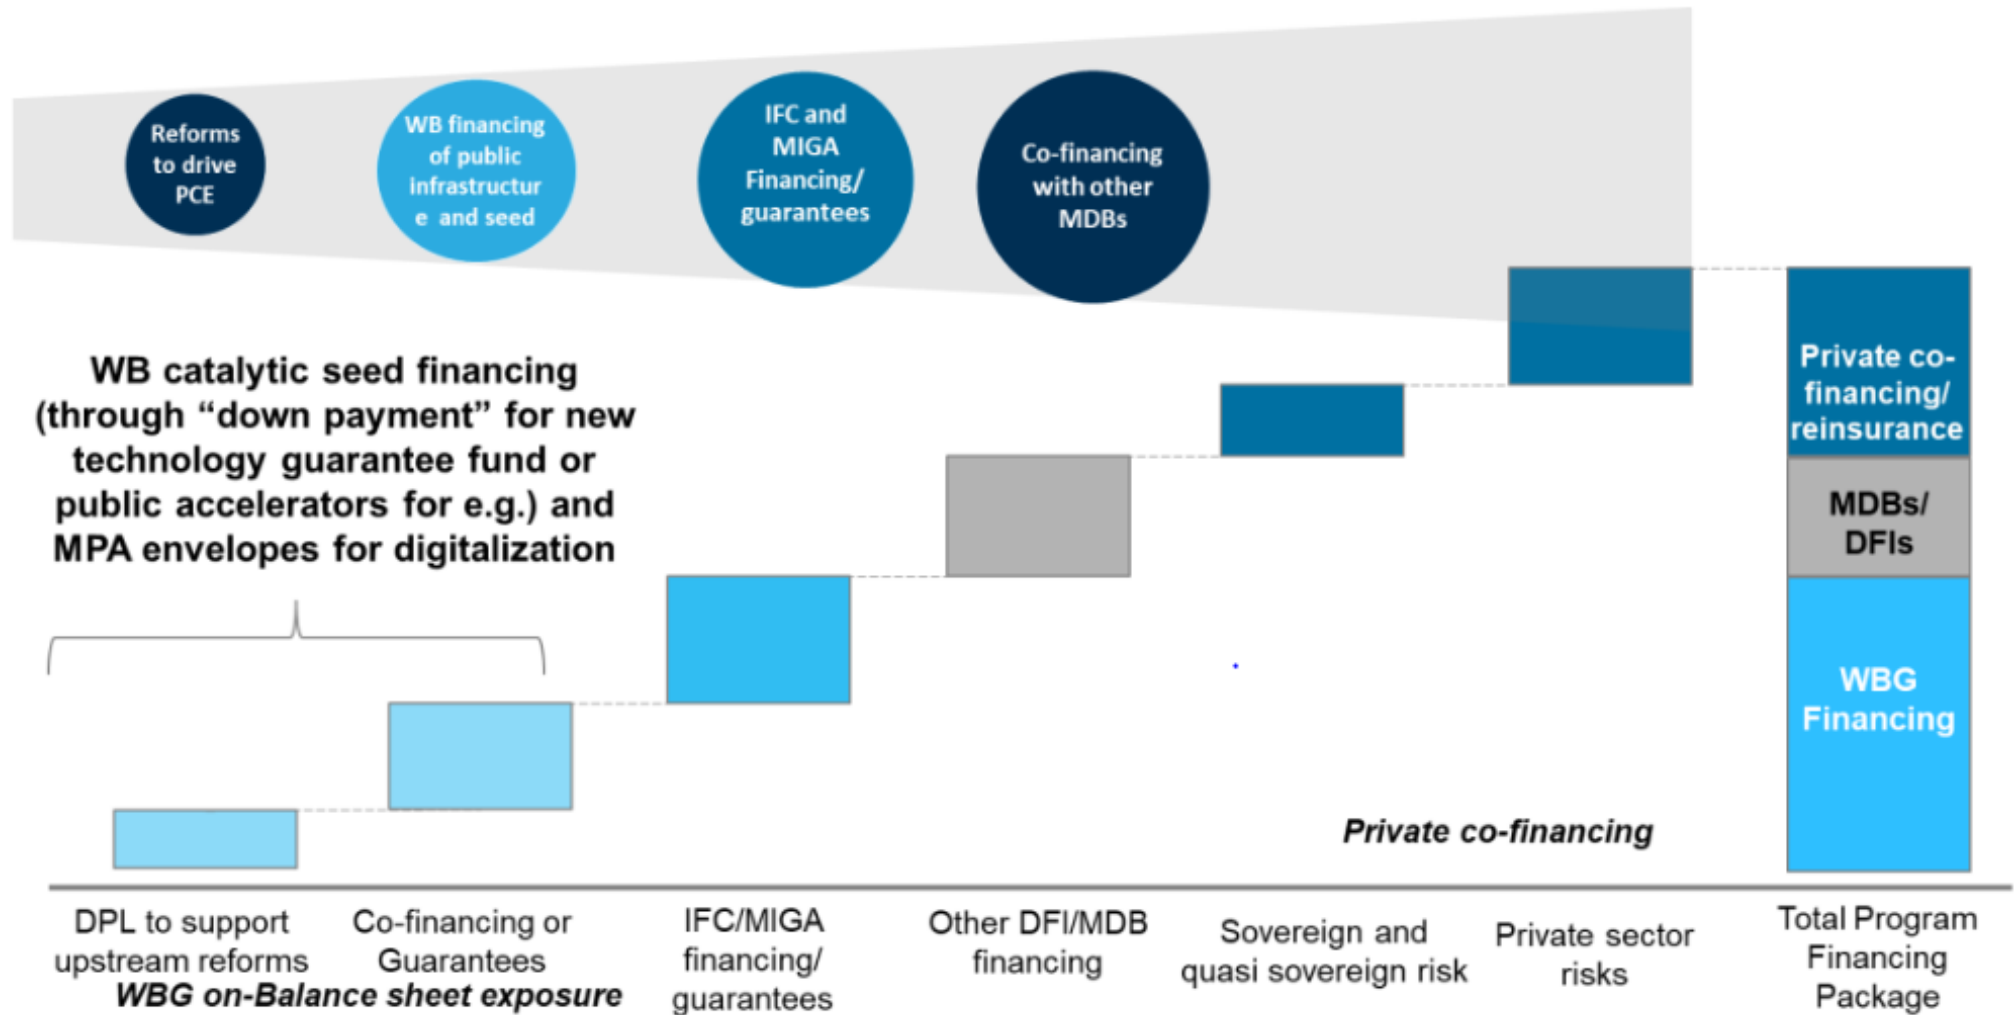 Reforms
to drive
PCE
WB financing
of public
infrastructur
e and seed
IFC and
MIGA
Financing/
guarantees
Co-financing
with other
MDBs
WB catalytic seed financing
(through “down payment” for new
technology guarantee fund or
public accelerators for e.g.) and
MPA envelopes for digitalization
Private co-
financing/
reinsurance
MDBs/
DFIs
WBG
Financing
Private co-financing
DPL to support
upstream reforms
Co-financing or
Guarantees
WBG on-Balance sheet exposure
IFC/MIGA
financing/
guarantees
Other DFI/MDB
financing
Sovereign and
quasi sovereign risk
Private sector
risks
Total Program
Financing
Package